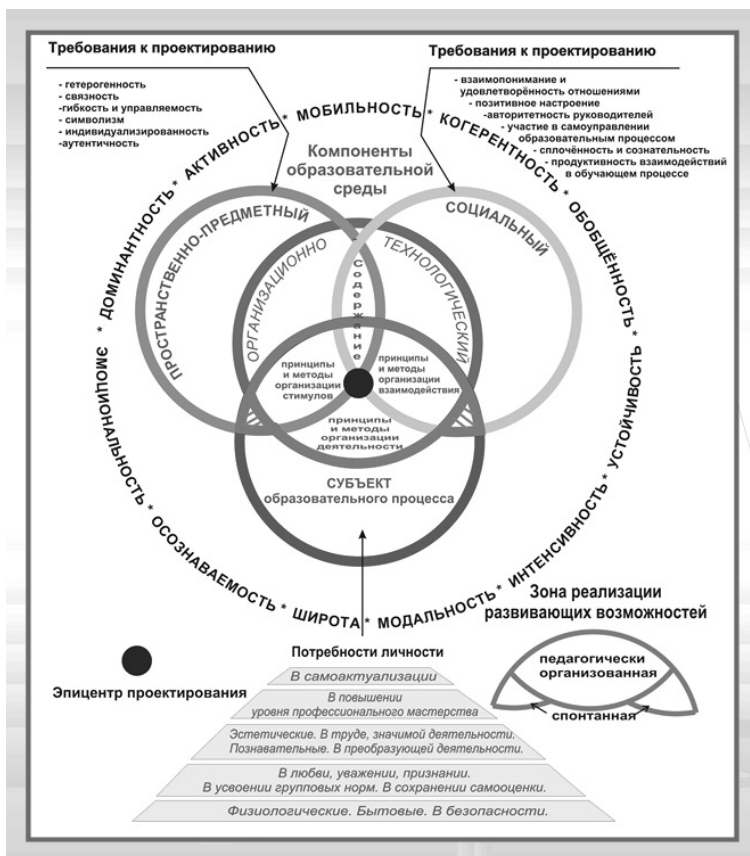 Требования к проектированию
- гетерогенность
- связность
-гибкость и управляемость
- символизм
- индивидуализированность
-аутентичность
Требования к проектированию
- взаимопонимание и
удовлетворённость отношениями
- позитивное настроение
-авторитетность руководителей
- участие в самоуправлении
образовательным процессом
- сплочённость и сознательность
- продуктивность взаимодействий
в обучающем процессе
* ДОМИНАНТНОСТЬ * АКТИВНОСТЬ * МОБИЛЬНОСТЬ * КОГЕРЕНТНОСТЬ * ОБОБЩЁННОСТЬ * УСТОЙЧИВОСТЬ * ИНТЕНСИВНОСТЬ * МОДАЛЬНОСТЬ * ШИРОТА * ОСОЗНАВАЕМОСТЬ * ЭМОЦИОНАЛЬНОСТЬ
Компоненты
образовательной
среды
ПРОСТРАНСТВЕННО-ПРЕДМЕТНЫЙ
СОЦИАЛЬНЫЙ
ОРГАНИЗАЦИОННО
ТЕХНОЛОГИЧЕСКИЙ
содержание
принципы
и методы
организации
стимулов
принципы
и методы
организации
взаимодействия
принципы
и методы
организации
деятельности
СУБЪЕКТ
образовательного процесса
Эпицентр проектирования
Зона реализации
развивающих возможностей
педагогически
организованная
спонтанная
Потребности личности
В самоактуализации
В повышении
уровня профессионального мастерства
Эстетические. В труде, значимой деятельности.
Познавательные. В преобразующей деятельности.
В любви, уважении, признании.
В усвоении групповых норм. В сохранении самооценки.
Физиологические. Бытовые. В безопасности.